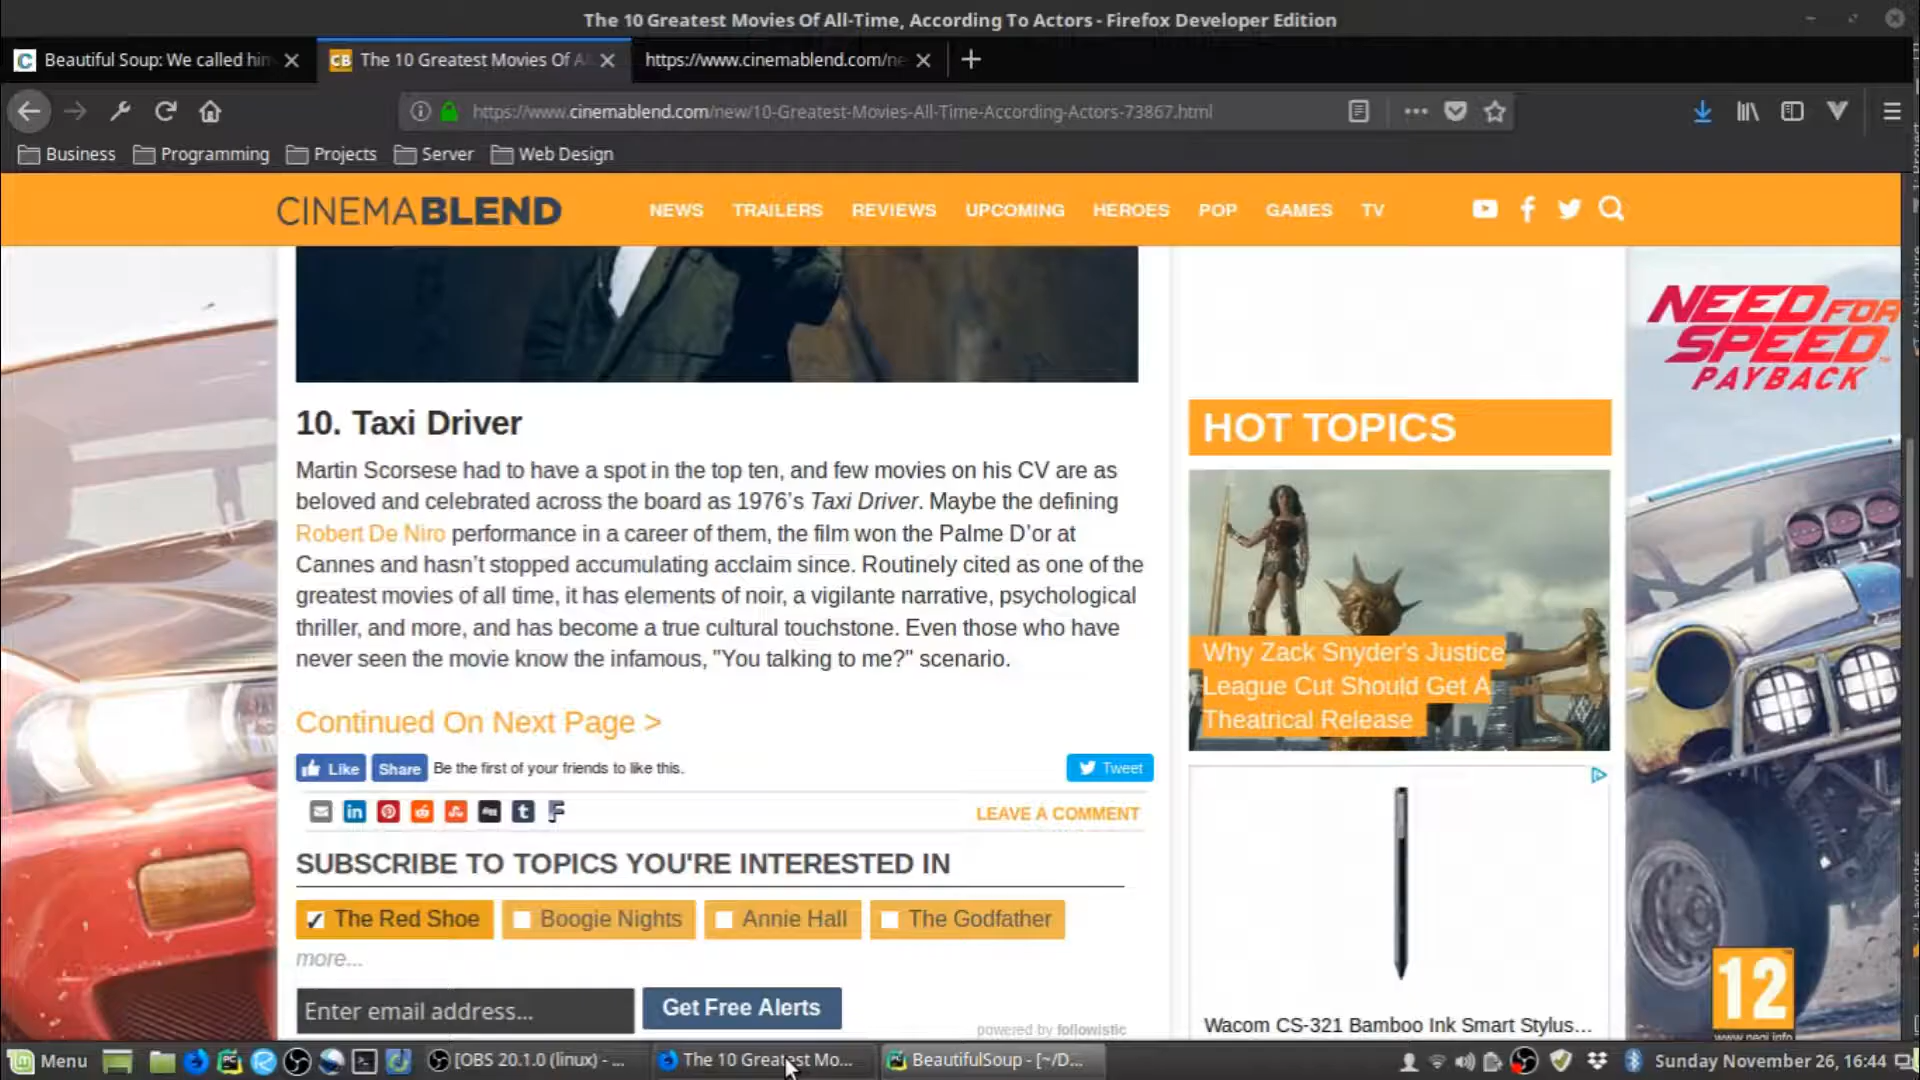 The 10 Greatest Movies Of All-Time, According To Actors - Firefox Developer Edition
Beautiful Soup: We called him
CB The 10 Greatest Movies Of A
https://www.cinemablend.com/ne
https://www.cinemablend.com/new/10-Greatest-Movies-All-Time-According-Actors-73867.html
Business Programming Projects Server Web Design
CINEMABLEND
NEWS TRAILERS REVIEWS UPCOMING HEROES POP GAMES TV
10. Taxi Driver
Martin Scorsese had to have a spot in the top ten, and few movies on his CV are as
beloved and celebrated across the board as 1976’s Taxi Driver. Maybe the defining
Robert De Niro performance in a career of them, the film won the Palme D’or at
Cannes and hasn’t stopped accumulating acclaim since. Routinely cited as one of the
greatest movies of all time, it has elements of noir, a vigilante narrative, psychological
thriller, and more, and has become a true cultural touchstone. Even those who have
never seen the movie know the infamous, "You talking to me?" scenario.
Continued On Next Page >
Like Share Be the first of your friends to like this.
Tweet
LEAVE A COMMENT
SUBSCRIBE TO TOPICS YOU'RE INTERESTED IN
The Red Shoe Boogie Nights Annie Hall The Godfather
more...
Enter email address... Get Free Alerts
powered by followistic
HOT TOPICS
Why Zack Snyder's Justice
League Cut Should Get A
Theatrical Release
Wacom CS-321 Bamboo Ink Smart Stylus...
NEED FOR
SPEED
PAYBACK
12
www.pegi.info
Menu
[OBS 20.1.0 (linux) - ...
The 10 Greatest Mo...
BeautifulSoup - [~/D...
Sunday November 26, 16:44